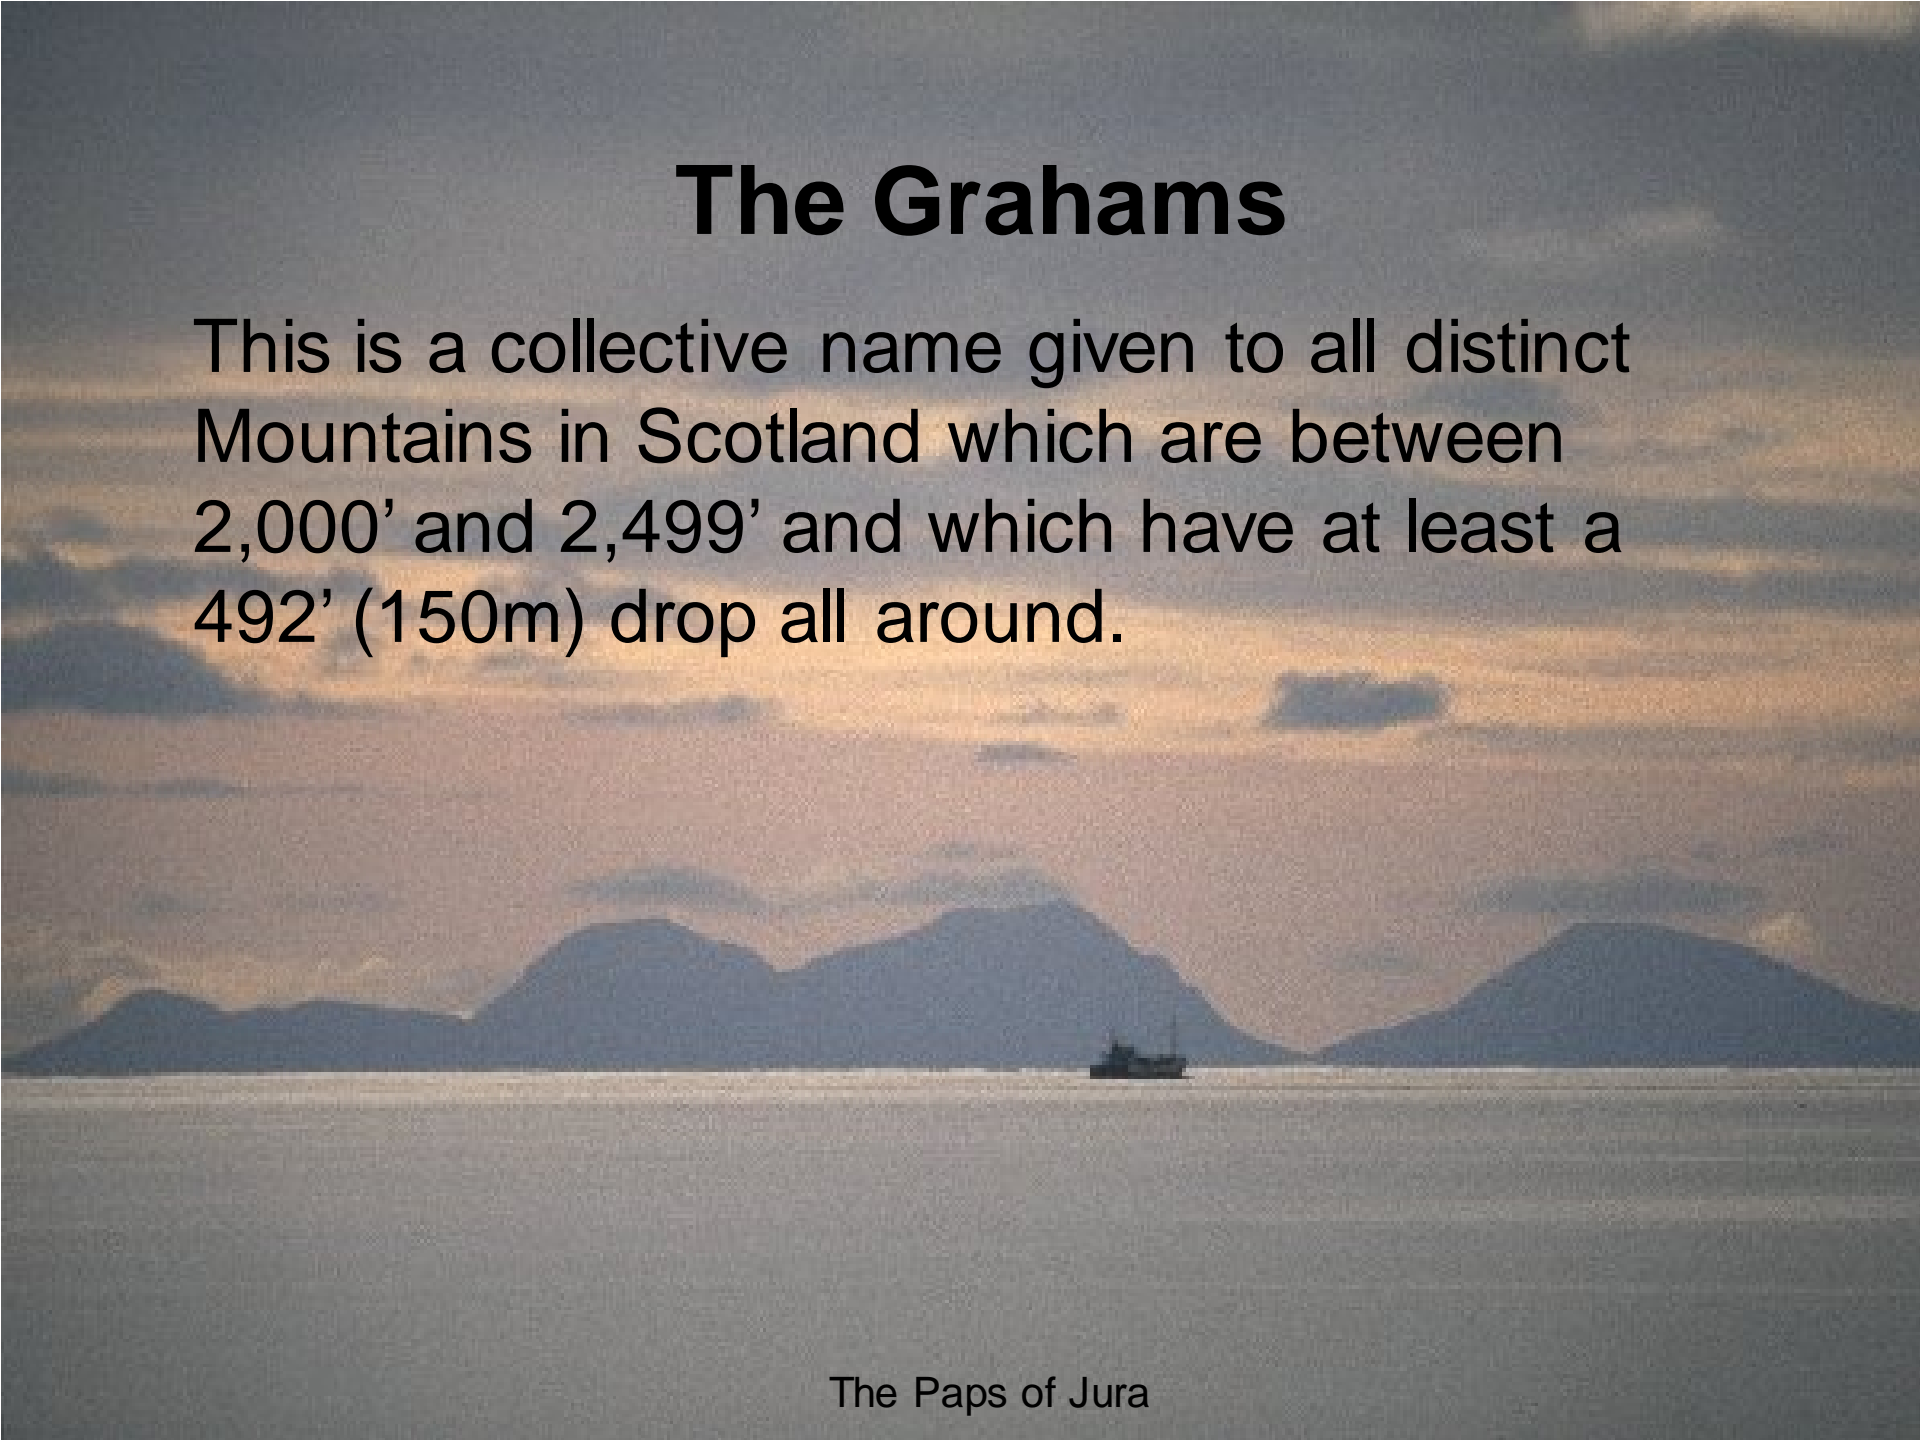 The Grahams
This is a collective name given to all distinct
Mountains in Scotland which are between
2,000’ and 2,499’ and which have at least a
492’ (150m) drop all around.
The Paps of Jura